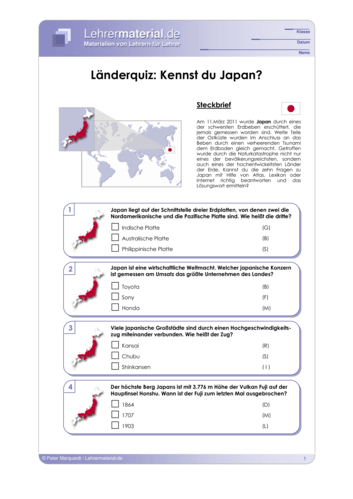 Lehrermaterial.de
Materialien von Lehrern für Lehrer
Klasse
Datum
Name
Länderquiz: Kennst du Japan?
Steckbrief
Am 11.März 2011 wurde Japan durch eines
der schwersten Erdbeben erschüttert, die
jemals gemessen worden sind. Weite Teile
der Ostküste wurden im Anschluss an das
Beben durch einen verheerenden Tsunami
dem Erdboden gleich gemacht. Getroffen
wurde durch die Naturkatastrophe nicht nur
eines der bevölkerungsreichsten, sondern
auch eines der hochentwickeltsten Länder
der Erde. Kannst du die zehn Fragen zu
Japan mit Hilfe von Atlas, Lexikon oder
Internet richtig beantworten und das
Lösungswort ermitteln?
1
Japan liegt auf der Schnittstelle dreier Erdplatten, von denen zwei die
Nordamerikanische und die Pazifische Platte sind. Wie heißt die dritte?
Indische Platte (G)
Australische Platte (B)
Philippinische Platte (S)
2
Japan ist eine wirtschaftliche Weltmacht. Welcher japanische Konzern
ist gemessen am Umsatz das größte Unternehmen des Landes?
Toyota (B)
Sony (F)
Honda (M)
3
Viele japanische Großstädte sind durch einen Hochgeschwindigkeits-
zug miteinander verbunden. Wie heißt der Zug?
Kansai (R)
Chubu (S)
Shinkansen ( I )
4
Der höchste Berg Japans ist mit 3.776 m Höhe der Vulkan Fuji auf der
Hauptinsel Honshu. Wann ist der Fuji zum letzten Mal ausgebrochen?
1864 (D)
1707 (M)
1903 (L)
© Peter Marquardt / Lehrermaterial.de
1